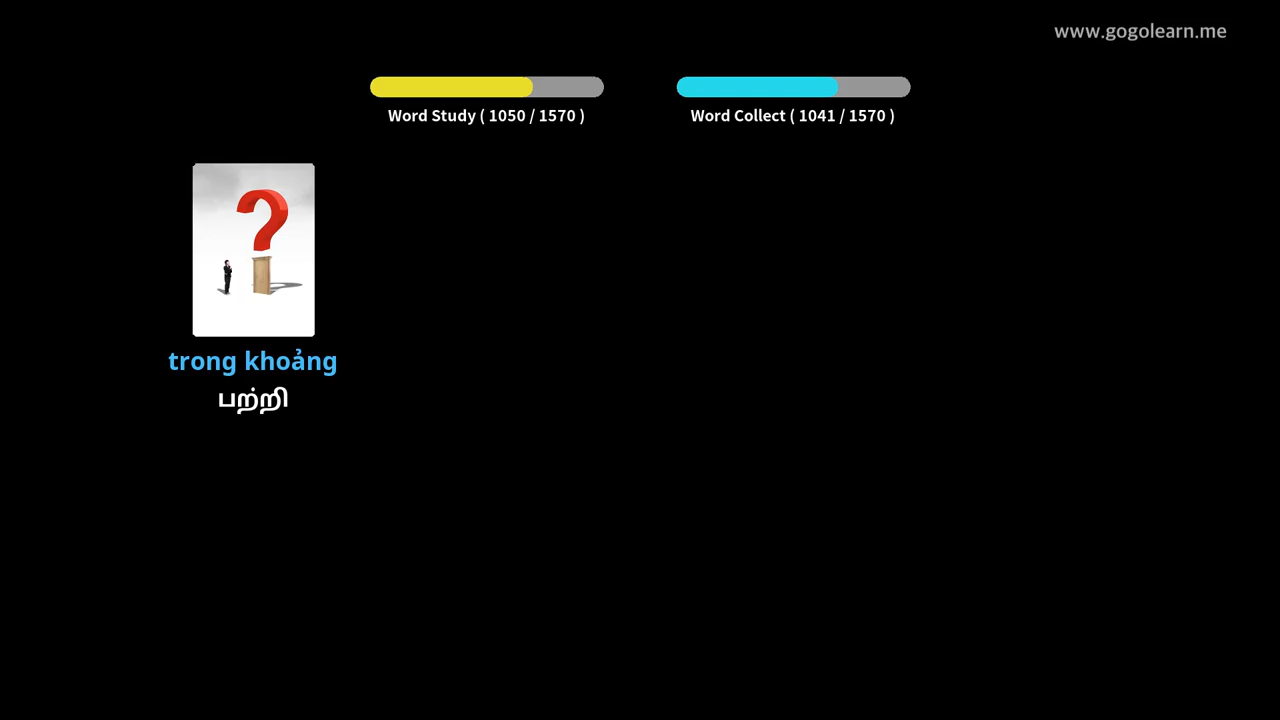 www.gogolearn.me
Word Study ( 1050 / 1570 )
Word Collect ( 1041 / 1570 )
trong khoảng
பற்றி